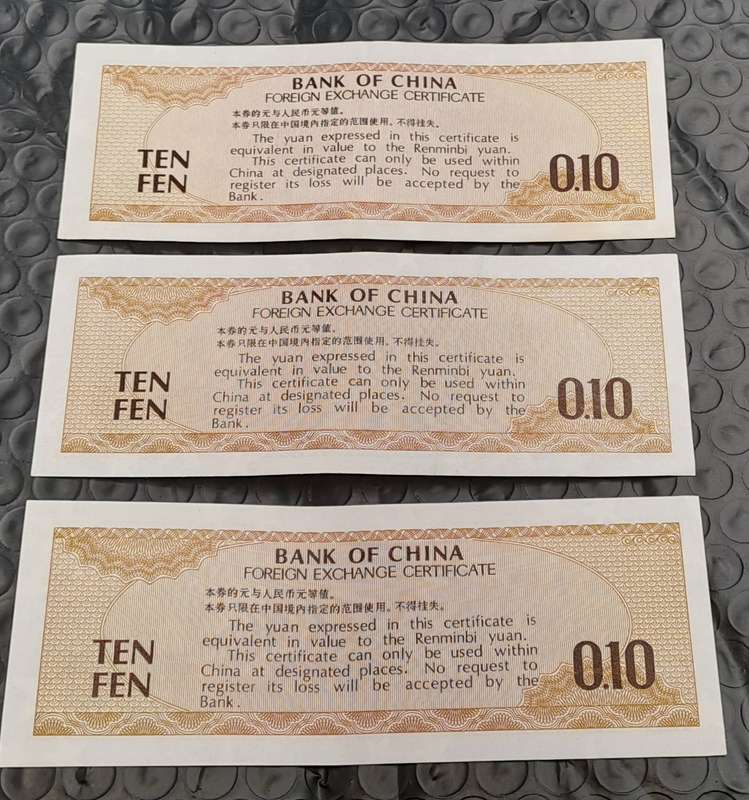 BANK OF CHINA
FOREIGN EXCHANGE CERTIFICATE
本券的元与人民币元等值。
本券只限在中国境内指定的范围使用，不得挂失。
The yuan expressed in this certificate is
equivalent in value to the Renminbi yuan.
This certificate can only be used within
China at designated places. No request to
register its loss will be accepted by the
Bank.
TEN
FEN
0.10
BANK OF CHINA
FOREIGN EXCHANGE CERTIFICATE
本券的元与人民币元等值。
本券只限在中国境内指定的范围使用，不得挂失。
The yuan expressed in this certificate is
equivalent in value to the Renminbi yuan.
This certificate can only be used within
China at designated places. No request to
register its loss will be accepted by the
Bank.
TEN
FEN
0.10
BANK OF CHINA
FOREIGN EXCHANGE CERTIFICATE
本券的元与人民币元等值。
本券只限在中国境内指定的范围使用，不得挂失。
The yuan expressed in this certificate is
equivalent in value to the Renminbi yuan.
This certificate can only be used within
China at designated places. No request to
register its loss will be accepted by the
Bank.
TEN
FEN
0.10